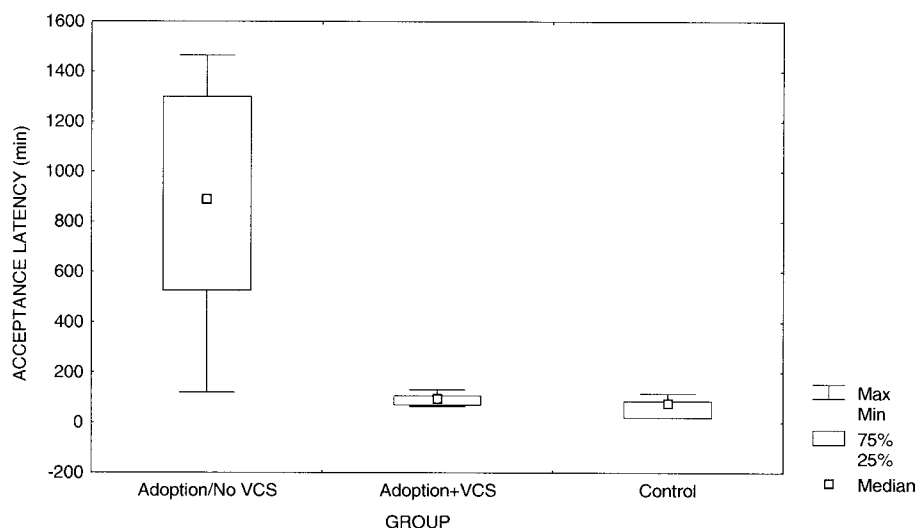 1600
1400
1200
1000
800
600
400
200
0
-200
ACCEPTANCE LATENCY (min)
Adoption/No VCS
Adoption+VCS
Control
GROUP
Max
Min
75%
25%
Median